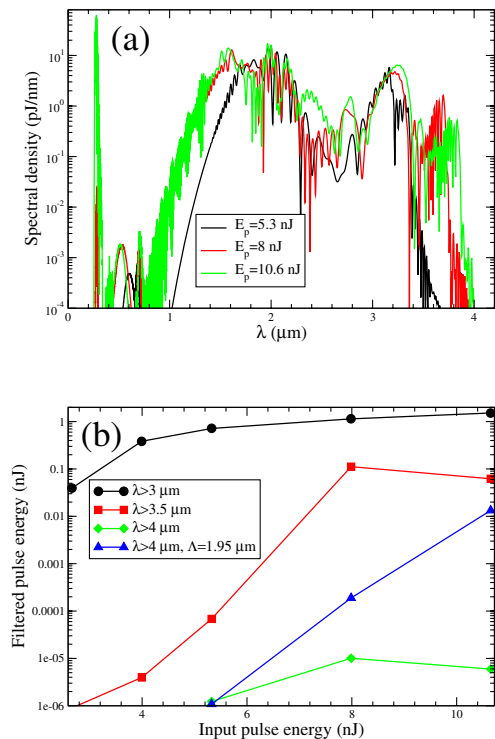 (a)
10^1
10^0
10^-1
10^-2
10^-3
10^-4
Spectral density (pJ/nm)
E_p=5.3 nJ
E_p=8 nJ
E_p=10.6 nJ
0 1 2 3 4
λ (μm)
(b)
1
0.1
0.01
0.001
0.0001
1e-05
1e-06
Filtered pulse energy (nJ)
λ>3 μm
λ>3.5 μm
λ>4 μm
λ>4 μm, Λ=1.95 μm
4 6 8 10
Input pulse energy (nJ)